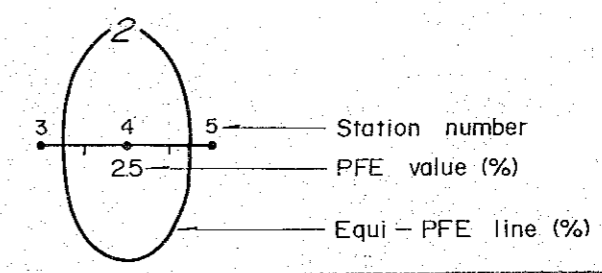 2
3 4 5 Station number
2.5 PFE value (%)
Equi - PFE line (%)